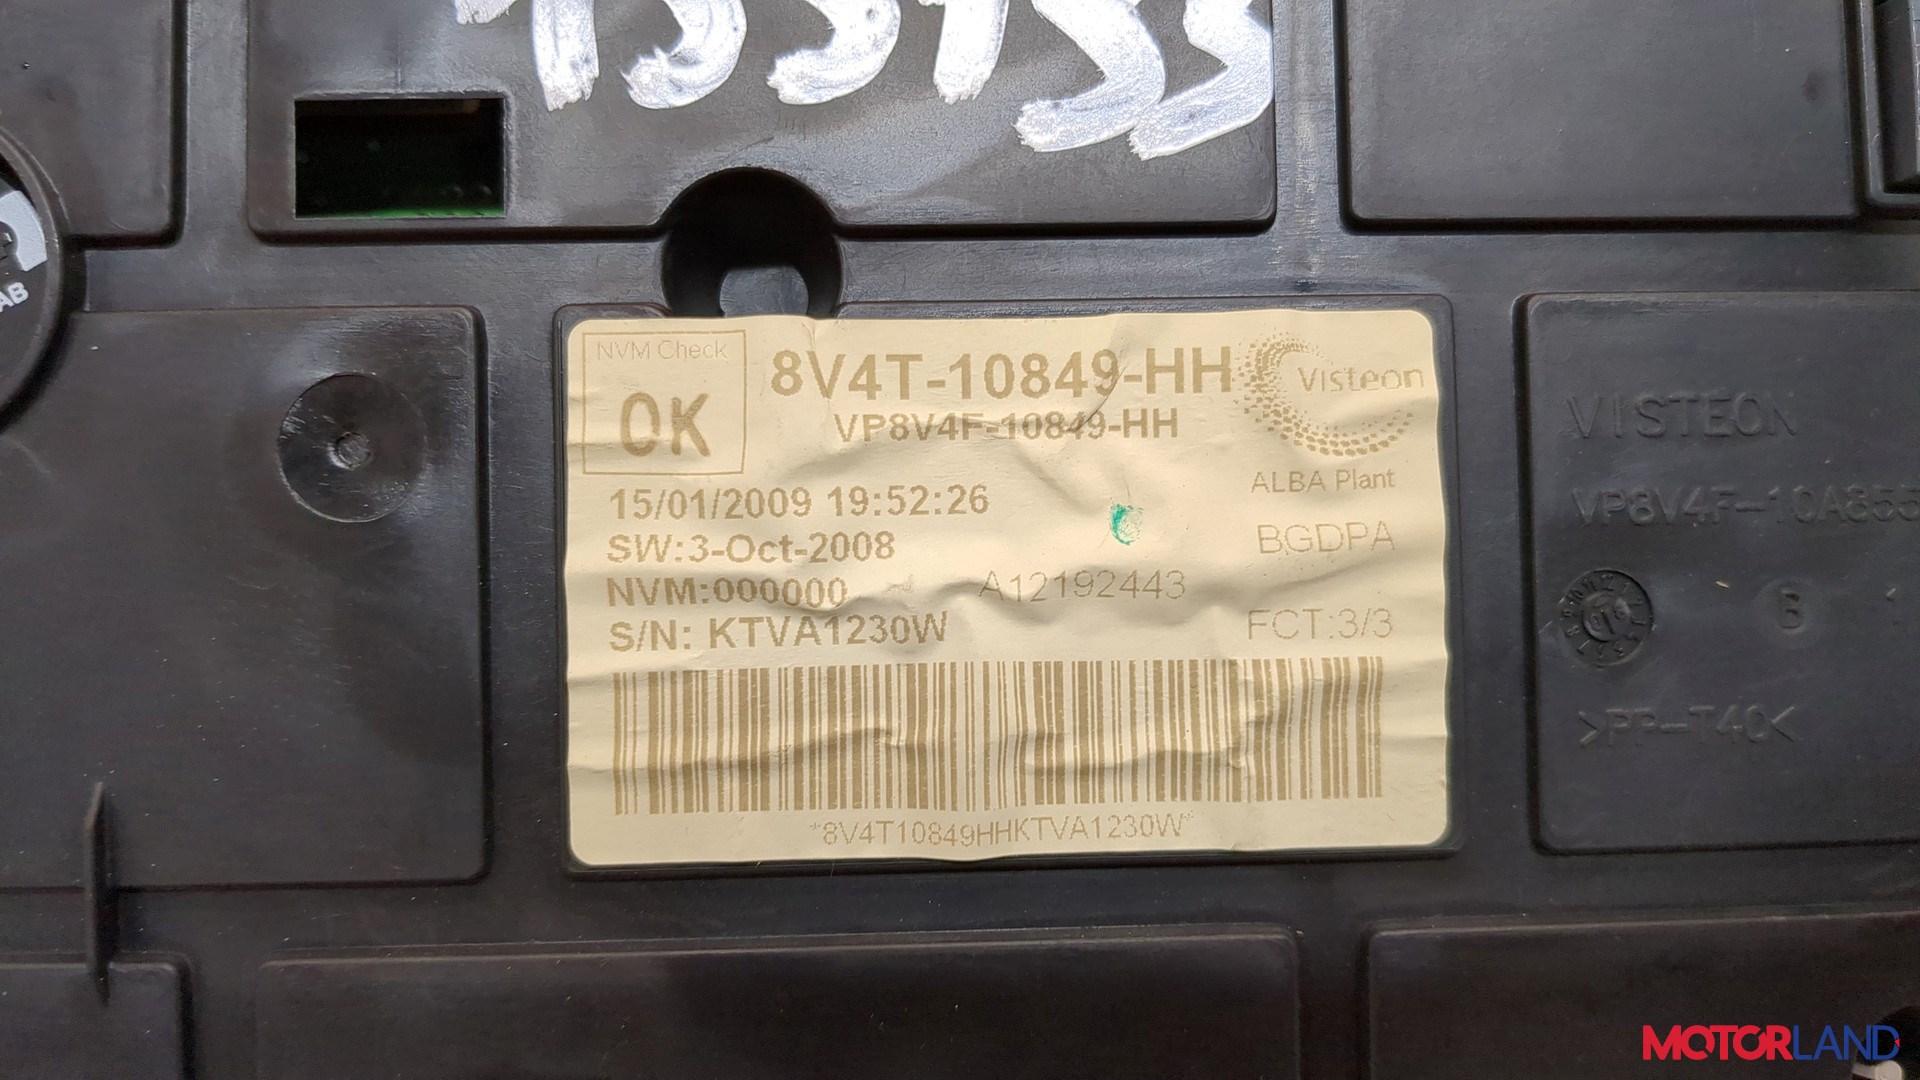 NVM Check
OK
8V4T-10849-HH
VP8V4F-10849-HH
Visteon
ALBA Plant
15/01/2009 19:52:26
SW:3-Oct-2008
BGDPA
NVM:000000
A12192443
S/N: KTVA1230W
FCT:3/3
*8V4T10849HHKTVA1230W*
VISTEON
VP8V4F-10A855
>PP-T40<
AB
MOTORLAND